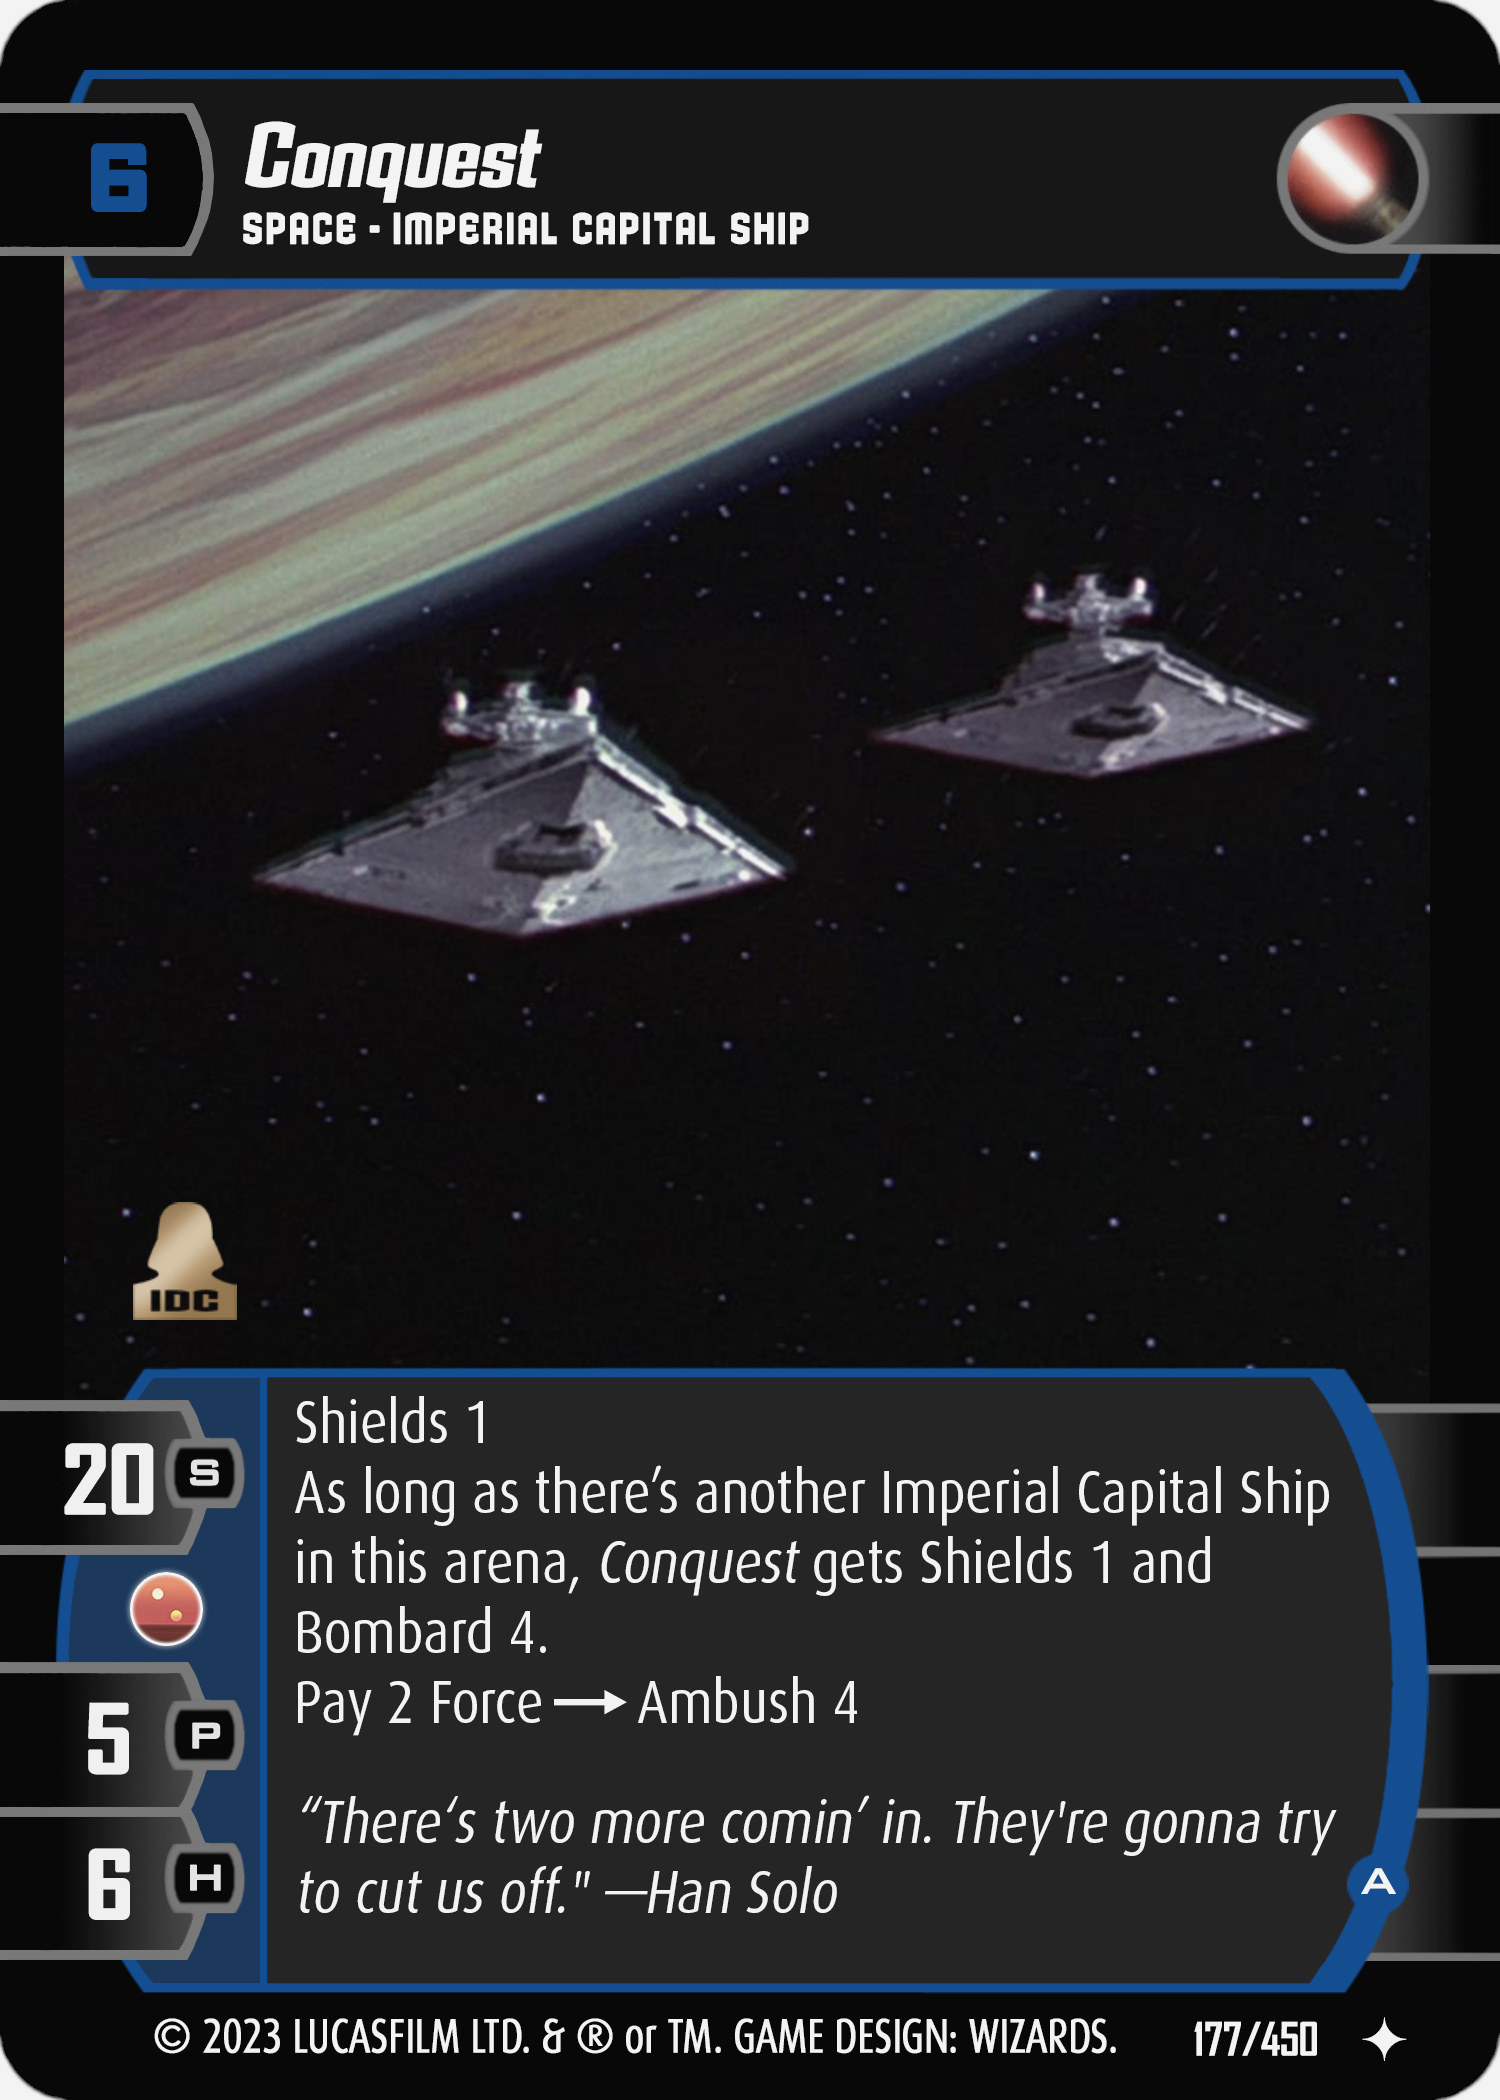 6
Conquest
SPACE - IMPERIAL CAPITAL SHIP
IDC
20 S
5 P
6 H
Shields 1
As long as there’s another Imperial Capital Ship
in this arena, Conquest gets Shields 1 and
Bombard 4.
Pay 2 Force → Ambush 4
“There‘s two more comin’ in. They're gonna try
to cut us off." —Han Solo
A
© 2023 LUCASFILM LTD. & ® or TM. GAME DESIGN: WIZARDS. 177/450